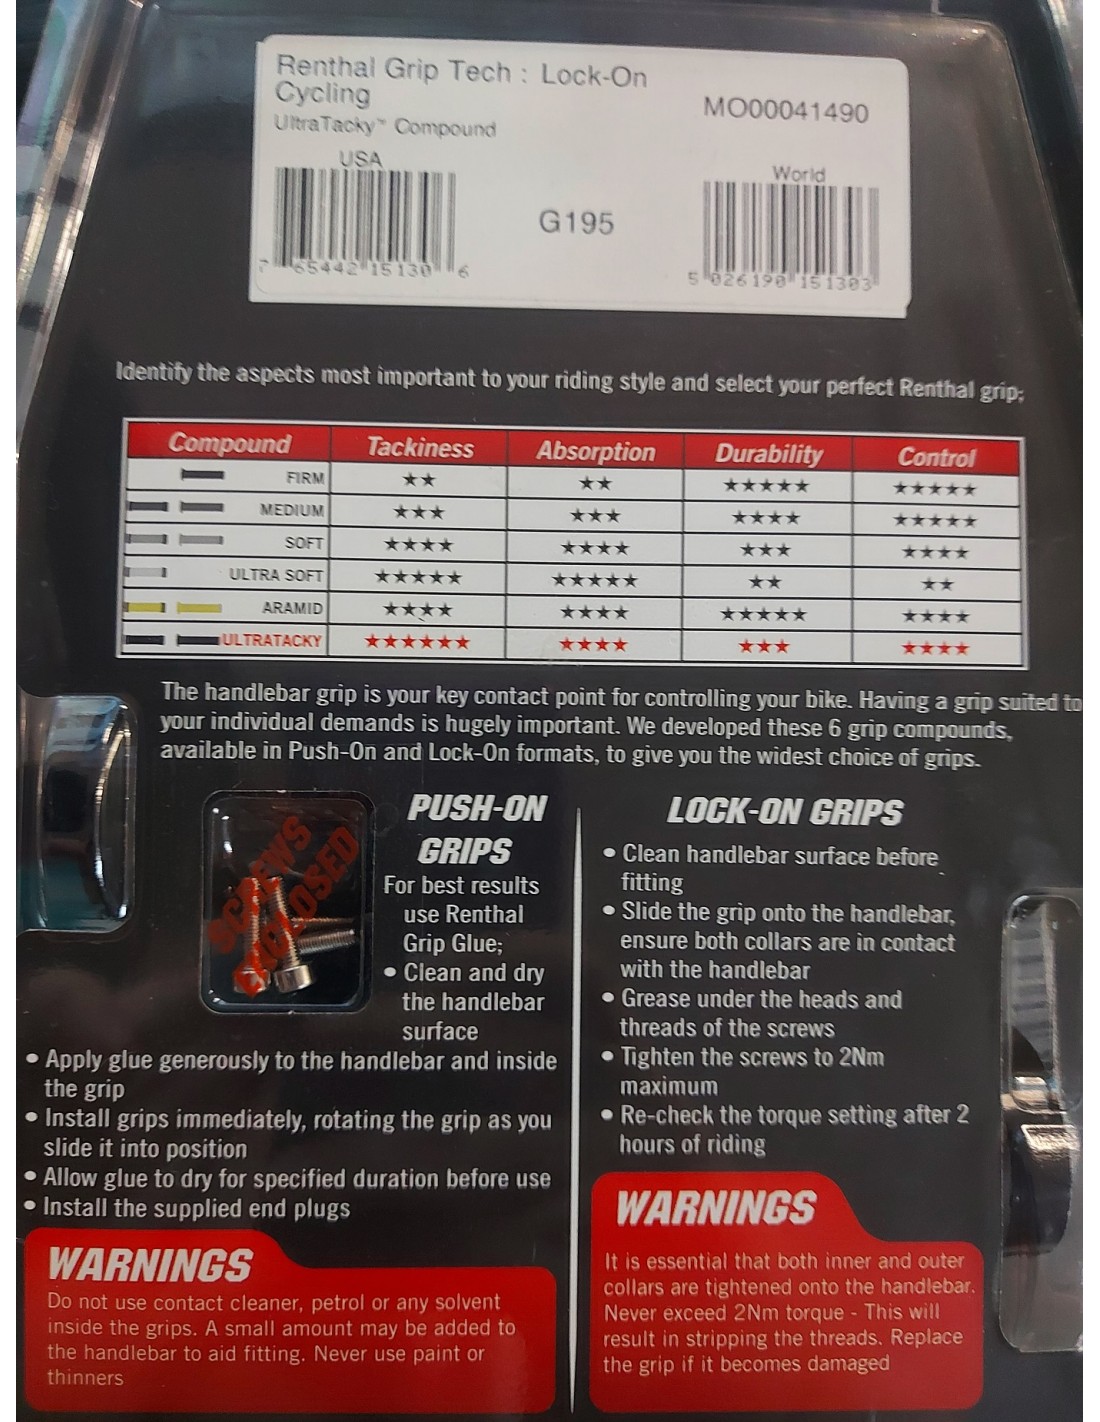 Renthal Grip Tech : Lock-On
Cycling
UltraTacky™ Compound
MO00041490
USA
World
G195
7 65442 15130 6
5 026190 151303
Identify the aspects most important to your riding style and select your perfect Renthal grip;
Compound Tackiness Absorption Durability Control
FIRM ★★ ★★ ★★★★★ ★★★★★
MEDIUM ★★★ ★★★ ★★★★ ★★★★★
SOFT ★★★★ ★★★★ ★★★ ★★★★
ULTRA SOFT ★★★★★ ★★★★★ ★★ ★★
ARAMID ★★★★ ★★★★ ★★★★★ ★★★★
ULTRATACKY ★★★★★★ ★★★★ ★★★ ★★★★
The handlebar grip is your key contact point for controlling your bike. Having a grip suited to
your individual demands is hugely important. We developed these 6 grip compounds,
available in Push-On and Lock-On formats, to give you the widest choice of grips.
SCREWS
ENCLOSED
PUSH-ON
GRIPS
For best results
use Renthal
Grip Glue;
• Clean and dry
the handlebar
surface
• Apply glue generously to the handlebar and inside
the grip
• Install grips immediately, rotating the grip as you
slide it into position
• Allow glue to dry for specified duration before use
• Install the supplied end plugs
WARNINGS
Do not use contact cleaner, petrol or any solvent
inside the grips. A small amount may be added to
the handlebar to aid fitting. Never use paint or
thinners
LOCK-ON GRIPS
• Clean handlebar surface before
fitting
• Slide the grip onto the handlebar,
ensure both collars are in contact
with the handlebar
• Grease under the heads and
threads of the screws
• Tighten the screws to 2Nm
maximum
• Re-check the torque setting after 2
hours of riding
WARNINGS
It is essential that both inner and outer
collars are tightened onto the handlebar.
Never exceed 2Nm torque - This will
result in stripping the threads. Replace
the grip if it becomes damaged